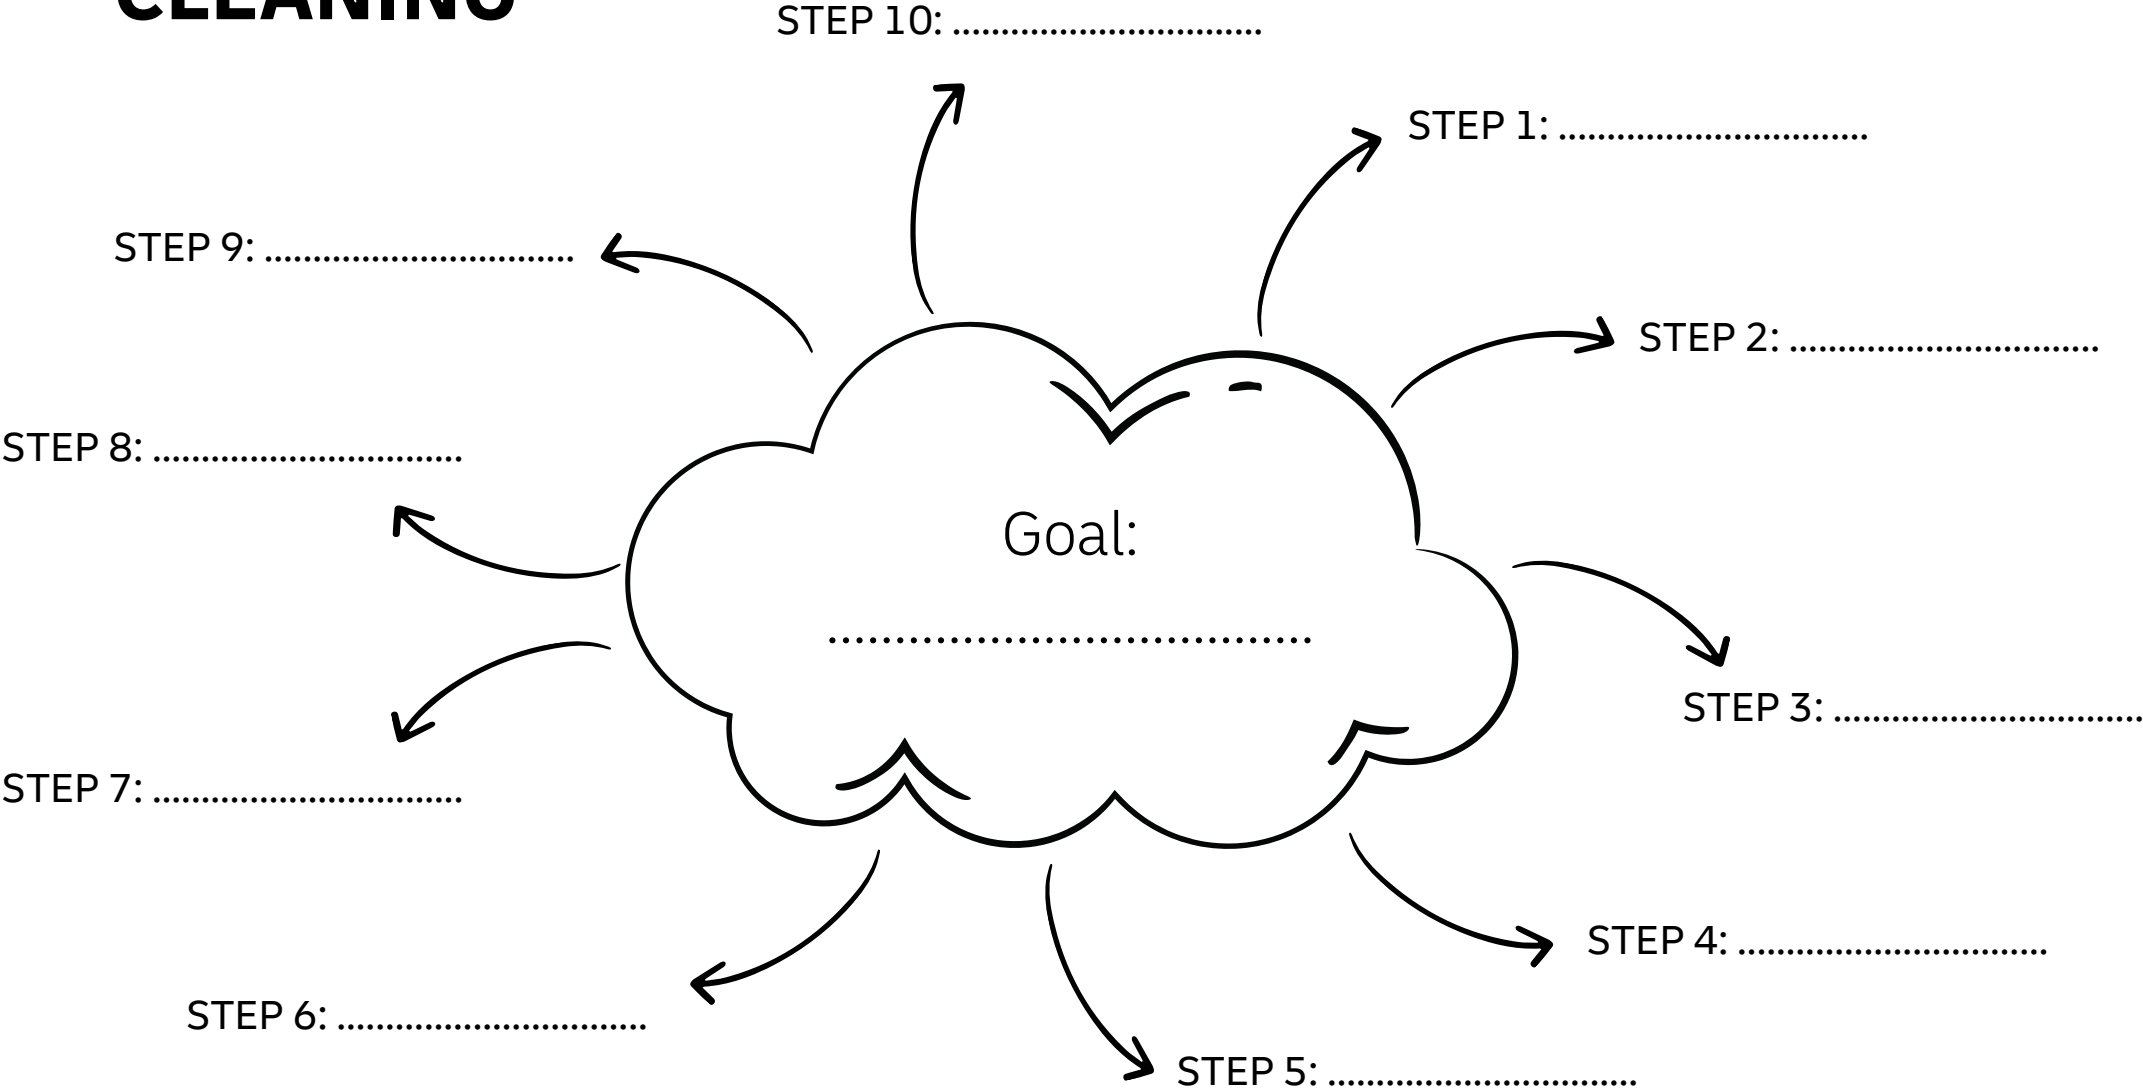 CLEANING
STEP 10: ................................
STEP 1: ................................
STEP 9: ................................
STEP 2: ................................
STEP 8: ................................
Goal:
....................................
STEP 3: ................................
STEP 7: ................................
STEP 4: ................................
STEP 6: ................................
STEP 5: ................................